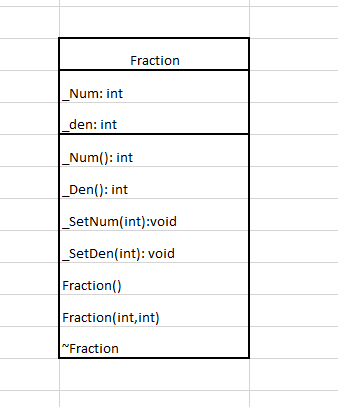 Fraction
_Num: int
_den: int
_Num(): int
_Den(): int
_SetNum(int):void
_SetDen(int): void
Fraction()
Fraction(int,int)
~Fraction